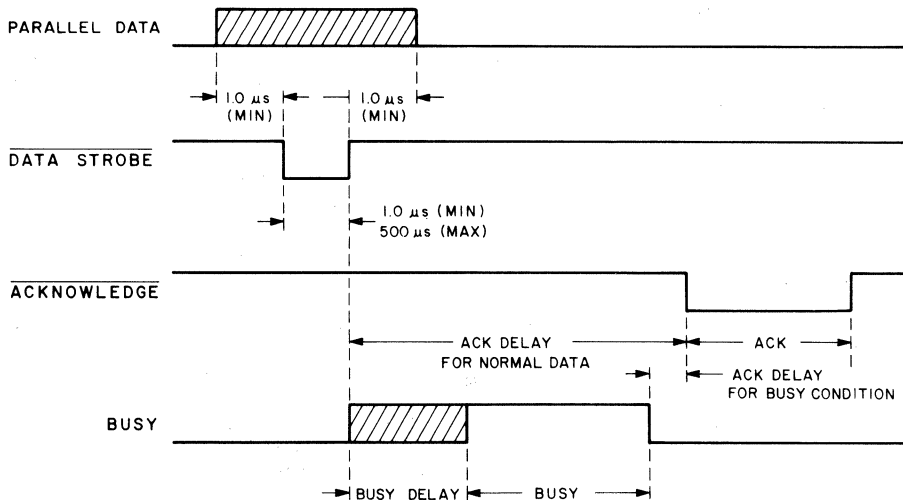 PARALLEL DATA
1.0 µs
(MIN)
1.0 µs
(MIN)
DATA STROBE
1.0 µs (MIN)
500 µs (MAX)
ACKNOWLEDGE
ACK DELAY
FOR NORMAL DATA
ACK
ACK DELAY
FOR BUSY CONDITION
BUSY
BUSY DELAY
BUSY